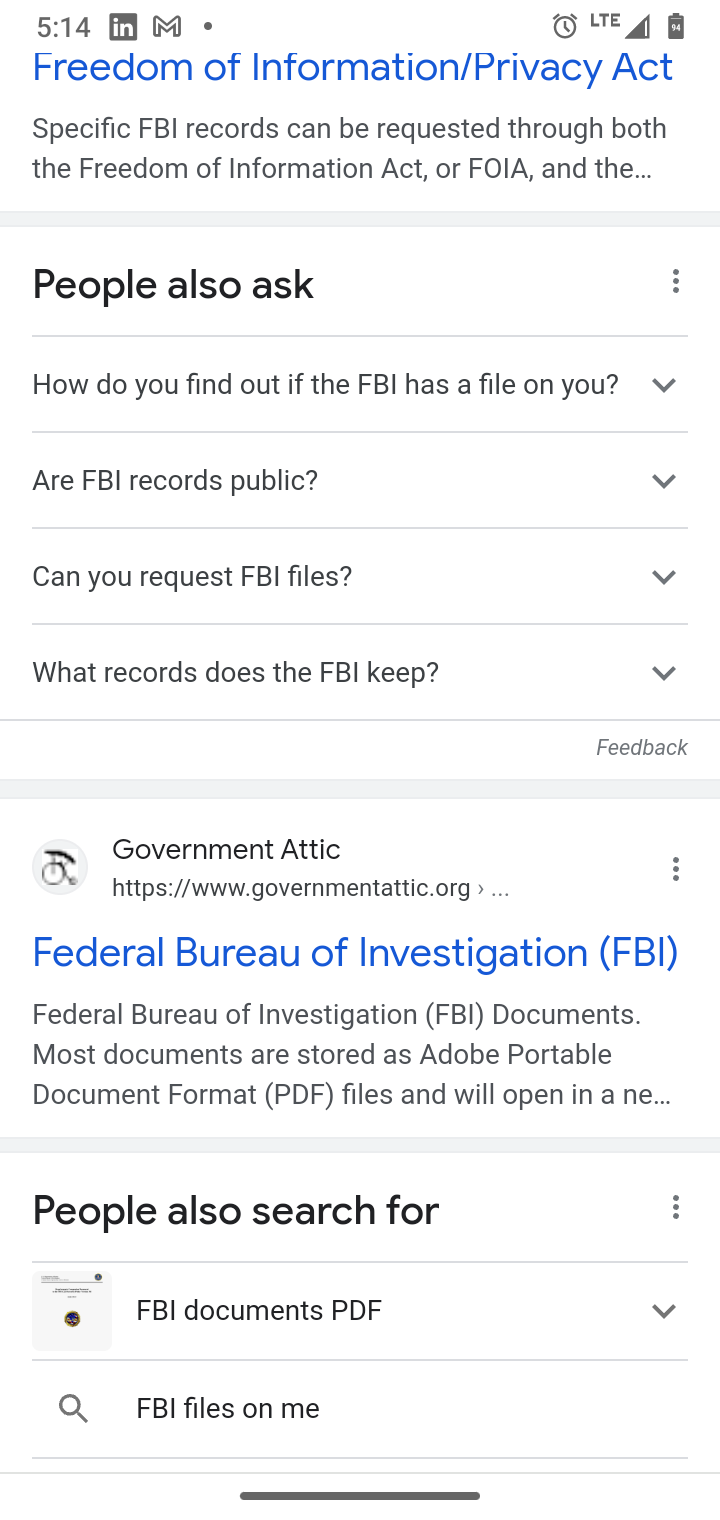 5:14
LTE
94
Freedom of Information/Privacy Act
Specific FBI records can be requested through both
the Freedom of Information Act, or FOIA, and the...
People also ask
How do you find out if the FBI has a file on you?
Are FBI records public?
Can you request FBI files?
What records does the FBI keep?
Feedback
Government Attic
https://www.governmentattic.org › ...
Federal Bureau of Investigation (FBI)
Federal Bureau of Investigation (FBI) Documents.
Most documents are stored as Adobe Portable
Document Format (PDF) files and will open in a ne...
People also search for
FBI documents PDF
FBI files on me